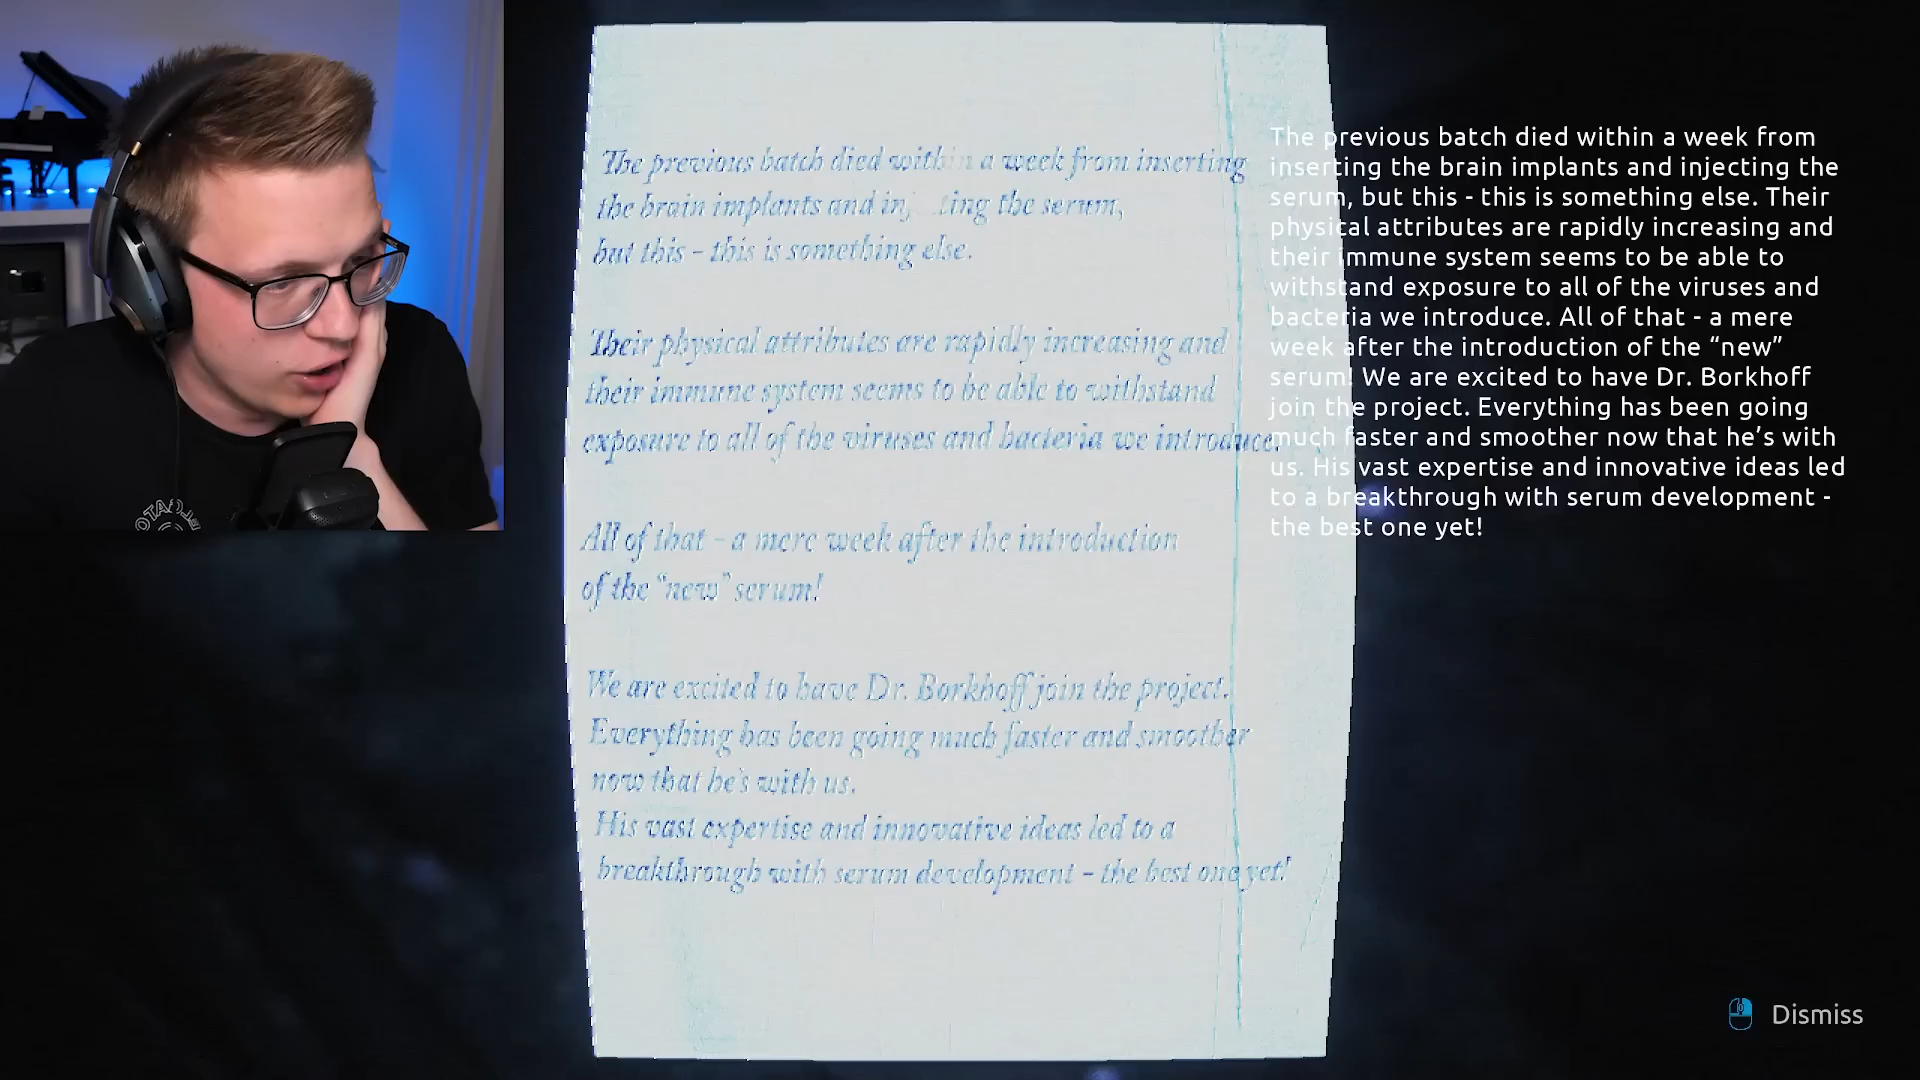 The previous batch died within a week from inserting
the brain implants and inj ting the serum,
but this - this is something else.
Their physical attributes are rapidly increasing and
their immune system seems to be able to withstand
exposure to all of the viruses and bacteria we introduce.
All of that - a mere week after the introduction
of the “new” serum!
We are excited to have Dr. Borkhoff join the project.
Everything has been going much faster and smoother
now that he's with us.
His vast expertise and innovative ideas led to a
breakthrough with serum development - the best one yet!
The previous batch died within a week from
inserting the brain implants and injecting the
serum, but this - this is something else. Their
physical attributes are rapidly increasing and
their immune system seems to be able to
withstand exposure to all of the viruses and
bacteria we introduce. All of that - a mere
week after the introduction of the “new”
serum! We are excited to have Dr. Borkhoff
join the project. Everything has been going
much faster and smoother now that he’s with
us. His vast expertise and innovative ideas led
to a breakthrough with serum development -
the best one yet!
Dismiss